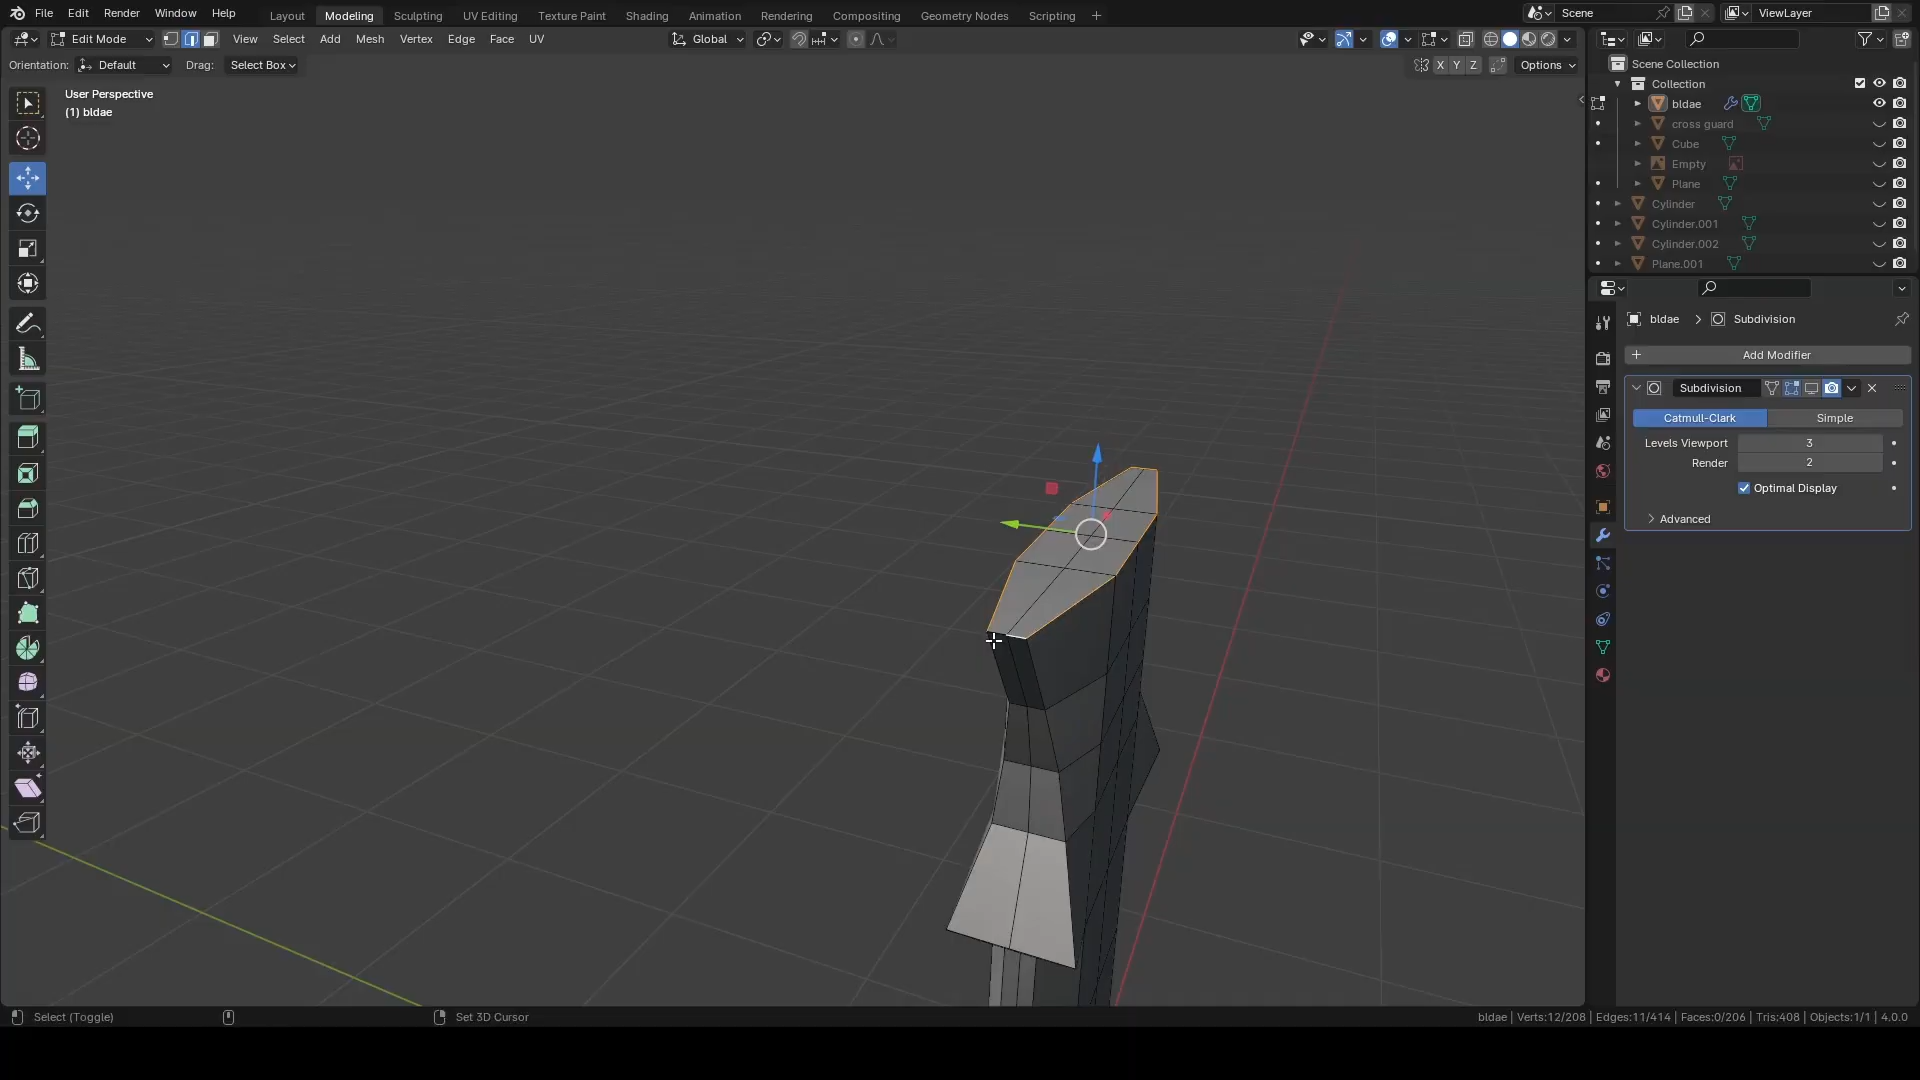 File Edit Render Window Help Layout Modeling Sculpting UV Editing Texture Paint Shading Animation Rendering Compositing Geometry Nodes Scripting Scene ViewLayer
Edit Mode View Select Add Mesh Vertex Edge Face UV Global
Orientation: Default Drag: Select Box X Y Z Options
User Perspective
(1) bldae
Scene Collection
Collection
bldae
cross guard
Cube
Empty
Plane
Cylinder
Cylinder.001
Cylinder.002
Plane.001
bldae Subdivision
Add Modifier
Subdivision
Catmull-Clark Simple
Levels Viewport 3
Render 2
Optimal Display
Advanced
Select (Toggle) Set 3D Cursor bldae | Verts:12/208 | Edges:11/414 | Faces:0/206 | Tris:408 | Objects:1/1 | 4.0.0